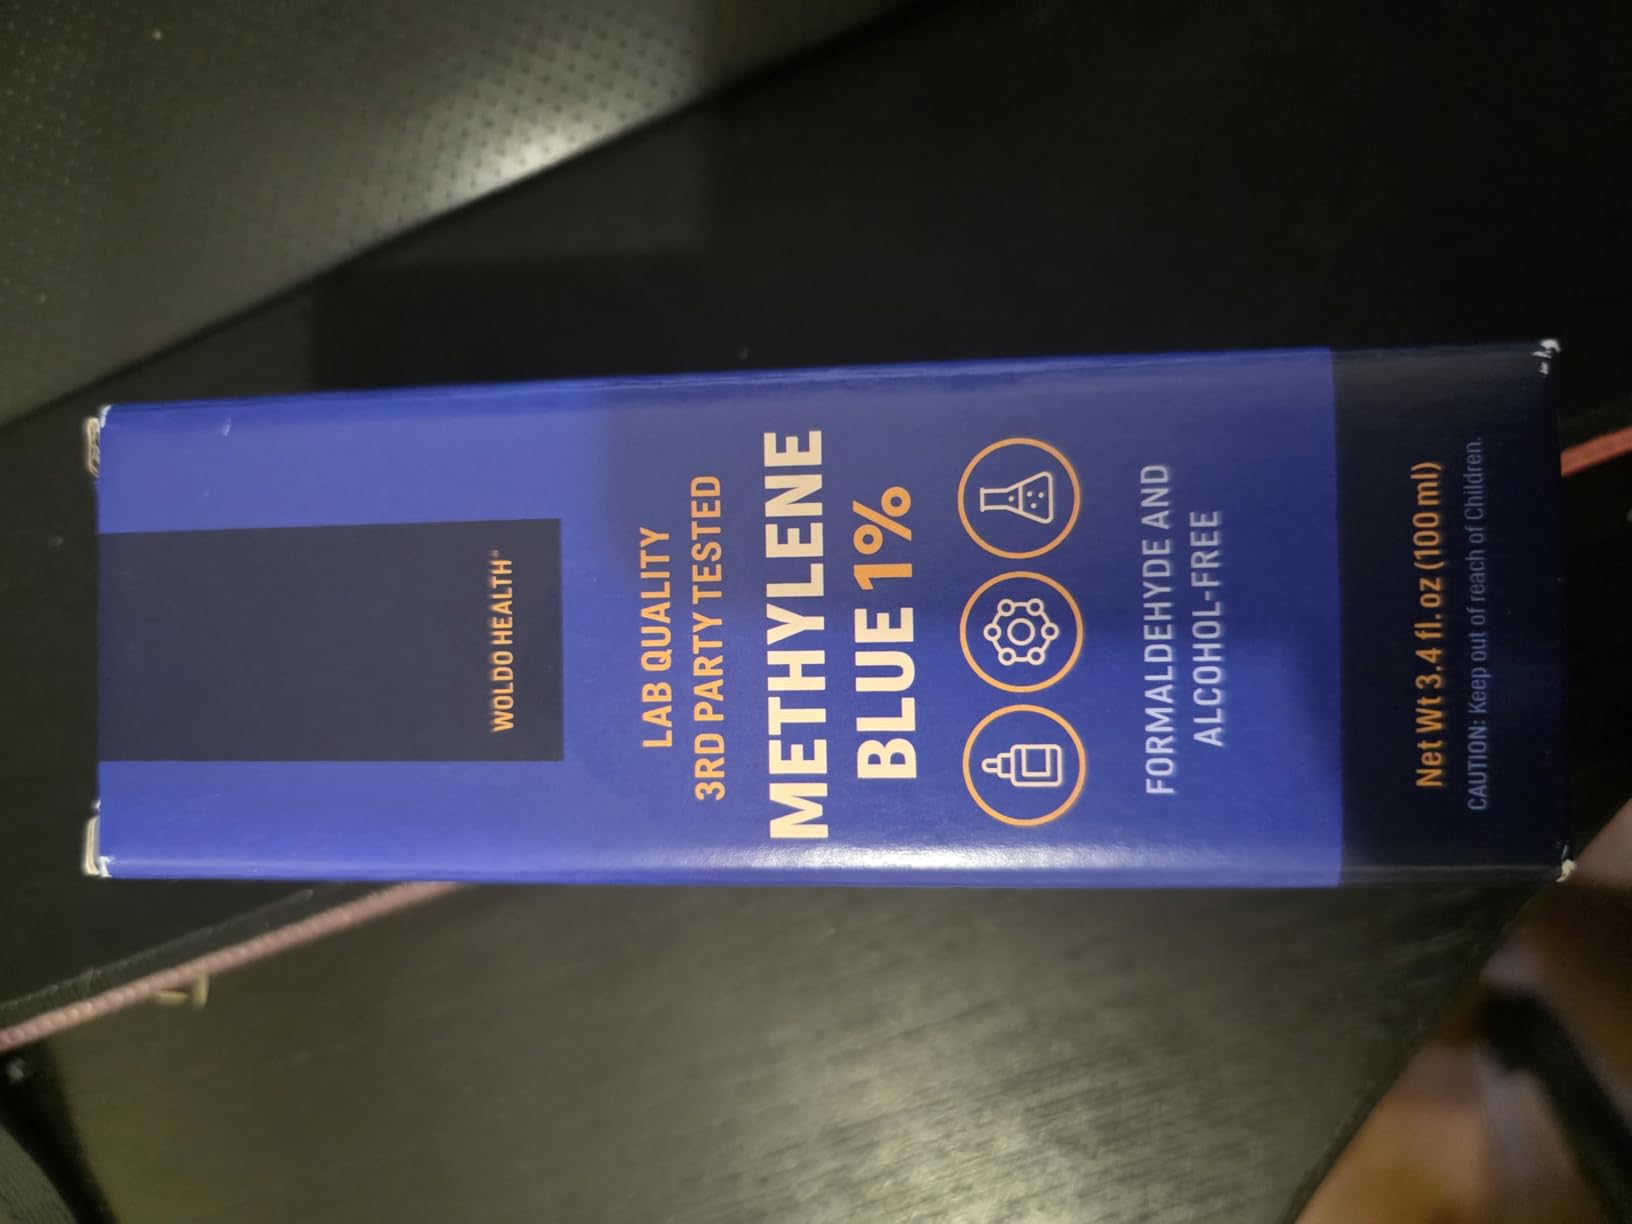 WOLDO HEALTH®
LAB QUALITY
3RD PARTY TESTED
METHYLENE
BLUE 1%
FORMALDEHYDE AND
ALCOHOL-FREE
Net Wt 3.4 fl. oz (100 ml)
CAUTION: Keep out of reach of Children.